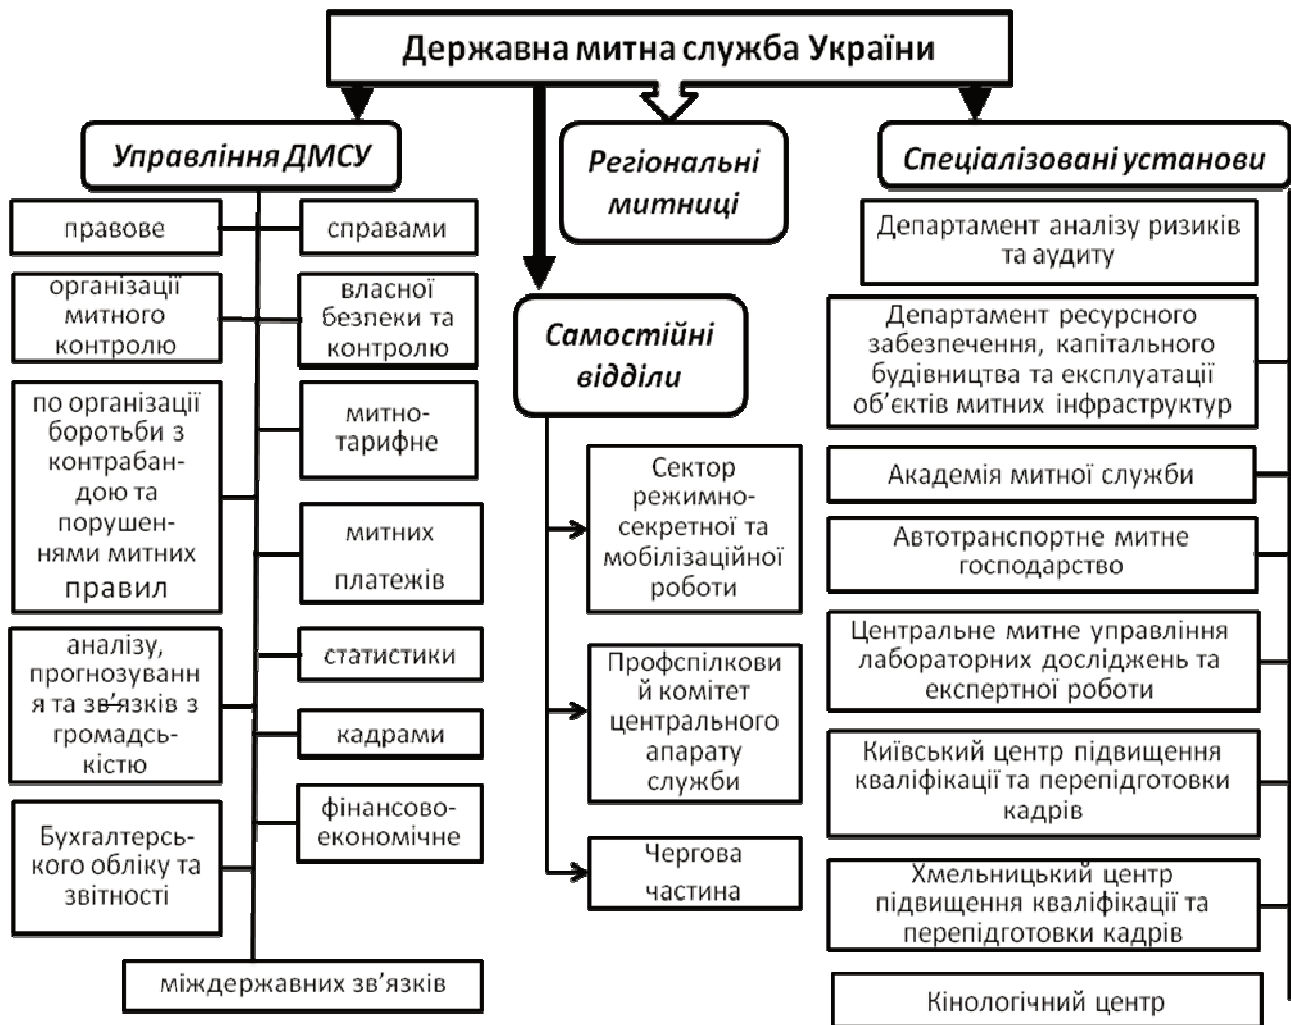 Державна митна служба України
Управління ДМСУ
правове
справами
організації
митного
контролю
власної
безпеки та
контролю
по організації
боротьби з
контрабан-
дою та
порушен-
нями митних
правил
митно-
тарифне
митних
платежів
аналізу,
прогнозуванн
я та зв’язків з
громадсь-
кістю
статистики
кадрами
Бухгалтерсь-
кого обліку та
звітності
фінансово-
економічне
міждержавних зв’язків
Регіональні
митниці
Самостійні
відділи
Сектор
режимно-
секретної та
мобілізаційної
роботи
Профспілкови
й комітет
центрального
апарату
служби
Чергова
частина
Спеціалізовані установи
Департамент аналізу ризиків
та аудиту
Департамент ресурсного
забезпечення, капітального
будівництва та експлуатації
об’єктів митних інфраструктур
Академія митної служби
Автотранспортне митне
господарство
Центральне митне управління
лабораторних досліджень та
експертної роботи
Київський центр підвищення
кваліфікації та перепідготовки
кадрів
Хмельницький центр
підвищення кваліфікації та
перепідготовки кадрів
Кінологічний центр